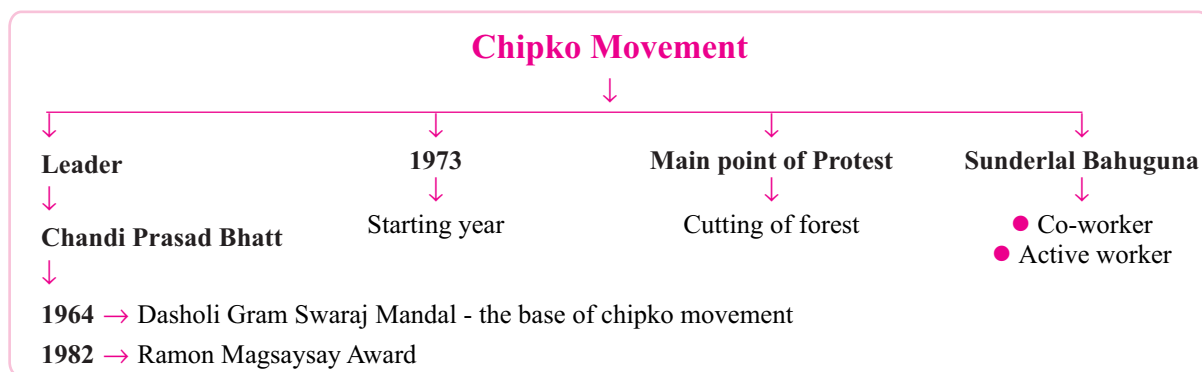 Chipko Movement
Leader
1973
Main point of Protest
Sunderlal Bahuguna
Chandi Prasad Bhatt
Starting year
Cutting of forest
● Co-worker
● Active worker
1964 → Dasholi Gram Swaraj Mandal - the base of chipko movement
1982 → Ramon Magsaysay Award